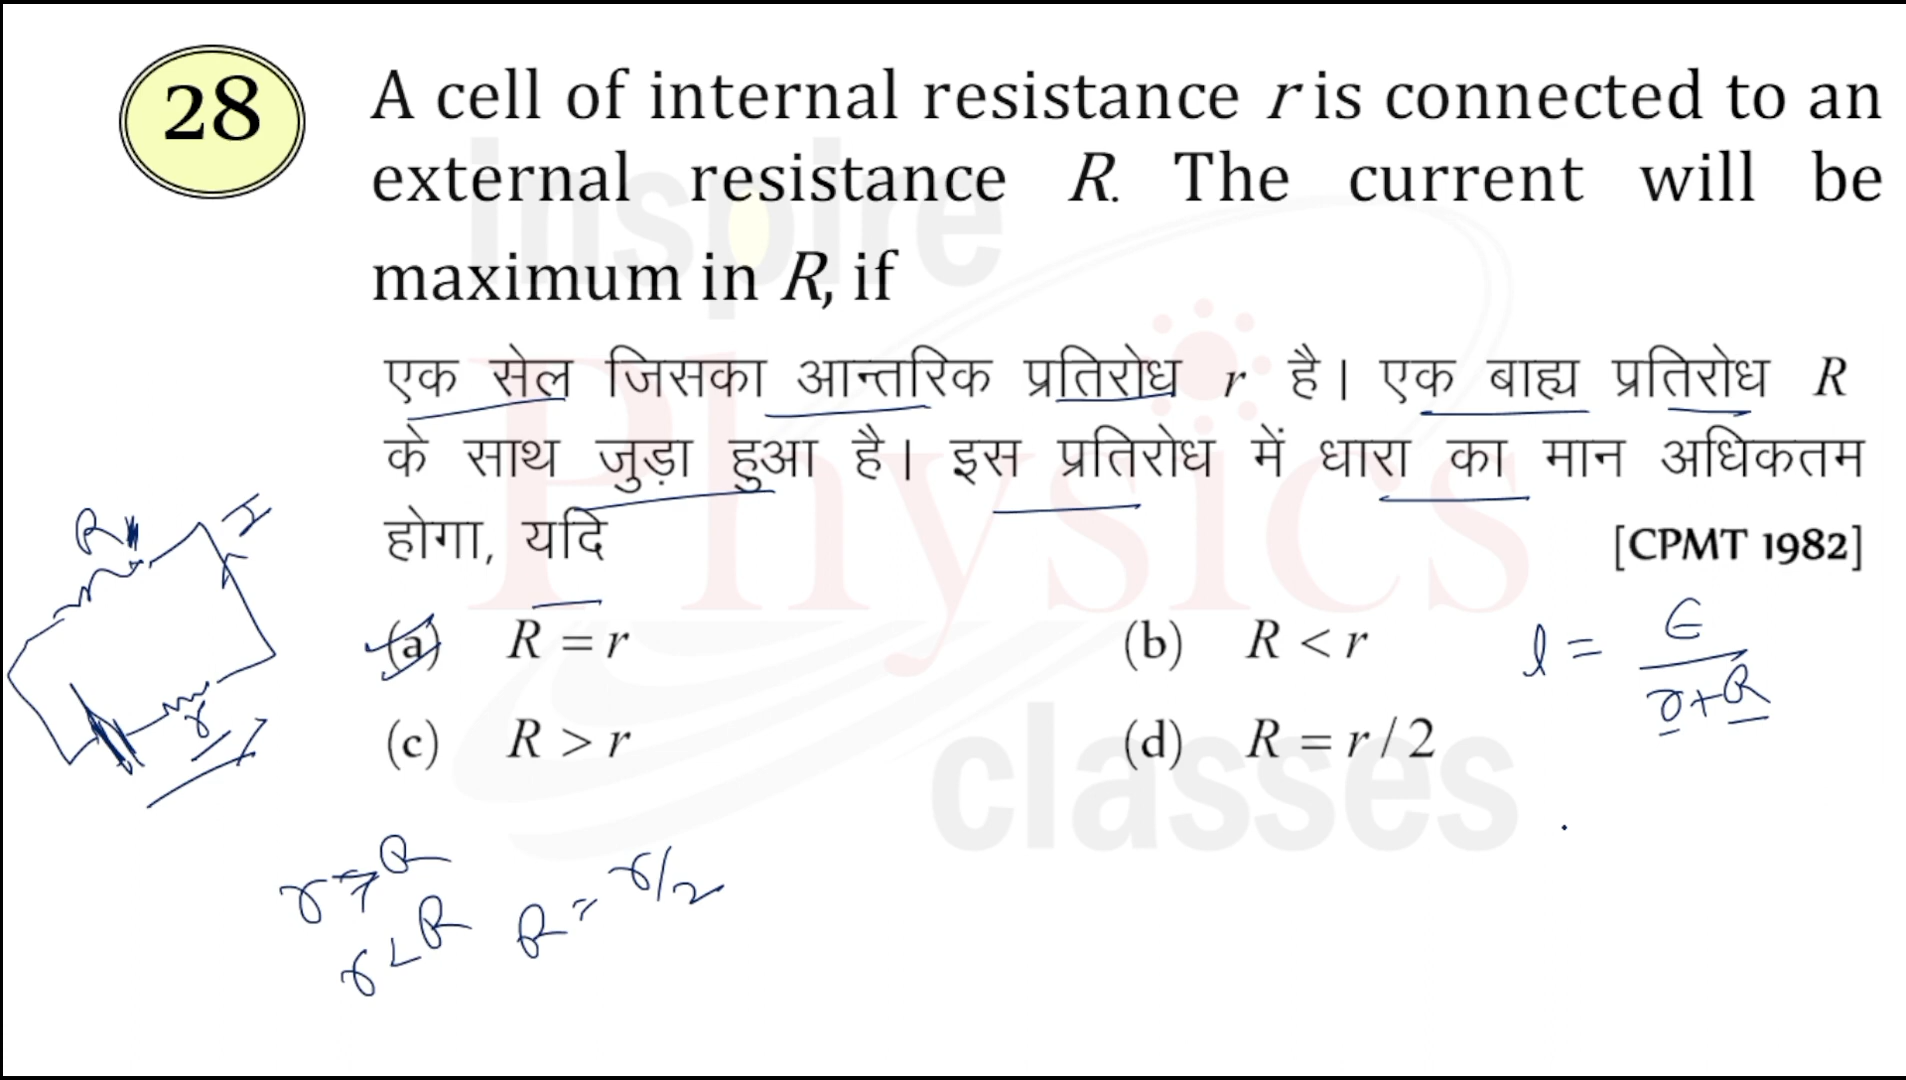 28
A cell of internal resistance r is connected to an
external resistance R. The current will be
maximum in R, if
एक सेल जिसका आन्तरिक प्रतिरोध r है। एक बाह्य प्रतिरोध R
के साथ जुड़ा हुआ है। इस प्रतिरोध में धारा का मान अधिकतम
होगा, यदि
[CPMT 1982]
(a) R = r
(b) R < r
(c) R > r
(d) R = r / 2
R
I
r
I = E / r+R
r > R
r < R
R = r/2
inspire
Physics
classes